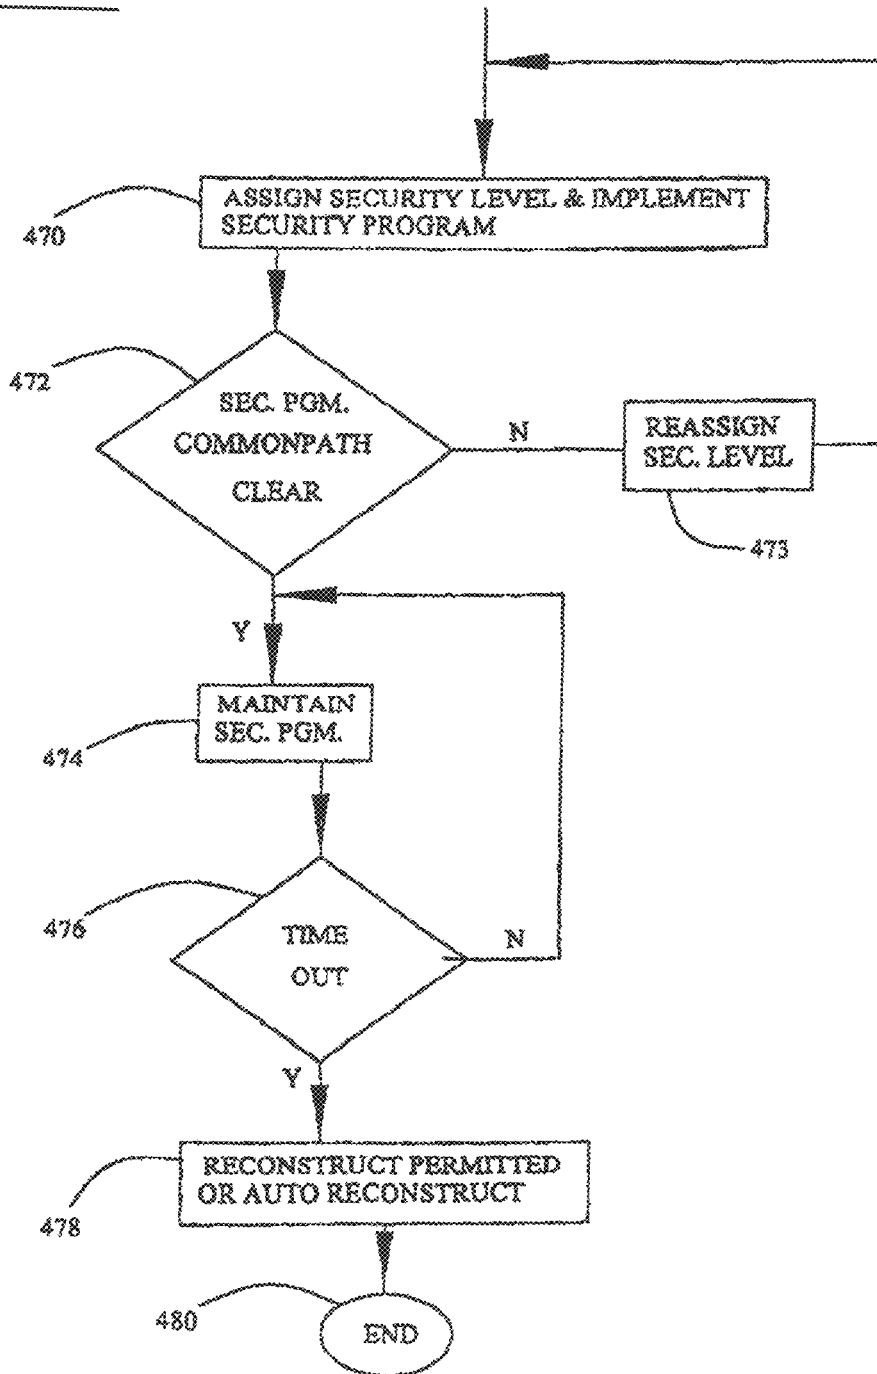 ASSIGN SECURITY LEVEL & IMPLEMENT
SECURITY PROGRAM
470
472
SEC. PGM.
COMMONPATH
CLEAR
N
REASSIGN
SEC. LEVEL
473
Y
MAINTAIN
SEC. PGM.
474
476
TIME
OUT
N
Y
RECONSTRUCT PERMITTED
OR AUTO RECONSTRUCT
478
480
END